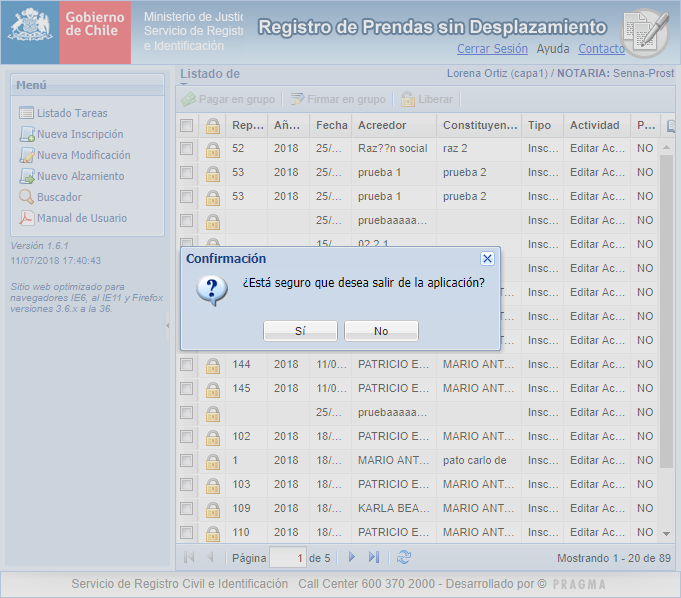 Gobierno
de Chile
Ministerio de Justic
Servicio de Registr
e Identificación
Registro de Prendas sin Desplazamiento
Cerrar Sesión Ayuda Contacto
Menú
Listado Tareas
Nueva Inscripción
Nueva Modificación
Nuevo Alzamiento
Buscador
Manual de Usuario
Versión 1.6.1
11/07/2018 17:40:43
Sitio web optimizado para
navegadores IE6, al IE11 y Firefox
versiones 3.6.x a la 36.
Listado de
Lorena Ortiz (capa1) / NOTARIA: Senna-Prost
Pagar en grupo Firmar en grupo Liberar
Rep... Añ... Fecha Acreedor Constituyen... Tipo Actividad P...
52 2018 25/... Raz??n social raz 2 Insc... Editar Ac... NO
53 2018 25/... prueba 1 prueba 2 Insc... Editar Ac... NO
53 2018 25/... prueba 1 prueba 2 Insc... Editar Ac... NO
25/... pruebaaaaa... Insc... Editar Ac... NO
15/... 02 2 1 Insc... Editar Ac... NO
Confirmación
¿Está seguro que desea salir de la aplicación?
Sí No
Editar Ac... NO
Editar Ac... NO
Editar Ac... NO
Editar Ac... NO
144 2018 11/0... PATRICIO E... MARIO ANT... Insc... Editar Ac... NO
145 2018 11/0... PATRICIO E... MARIO ANT... Insc... Editar Ac... NO
25/... pruebaaaaa... Insc... Editar Ac... NO
102 2018 18/... PATRICIO E... MARIO ANT... Insc... Editar Ac... NO
1 2018 18/... MARIO ANT... pato carlo de Insc... Editar Ac... NO
103 2018 18/... PATRICIO E... MARIO ANT... Insc... Editar Ac... NO
109 2018 18/... KARLA BEA... MARIO ANT... Insc... Editar Ac... NO
110 2018 18/... PATRICIO E... MARIO ANT... Insc... Editar Ac... NO
Página 1 de 5 Mostrando 1 - 20 de 89
Servicio de Registro Civil e Identificación Call Center 600 370 2000 - Desarrollado por © PRAGMA